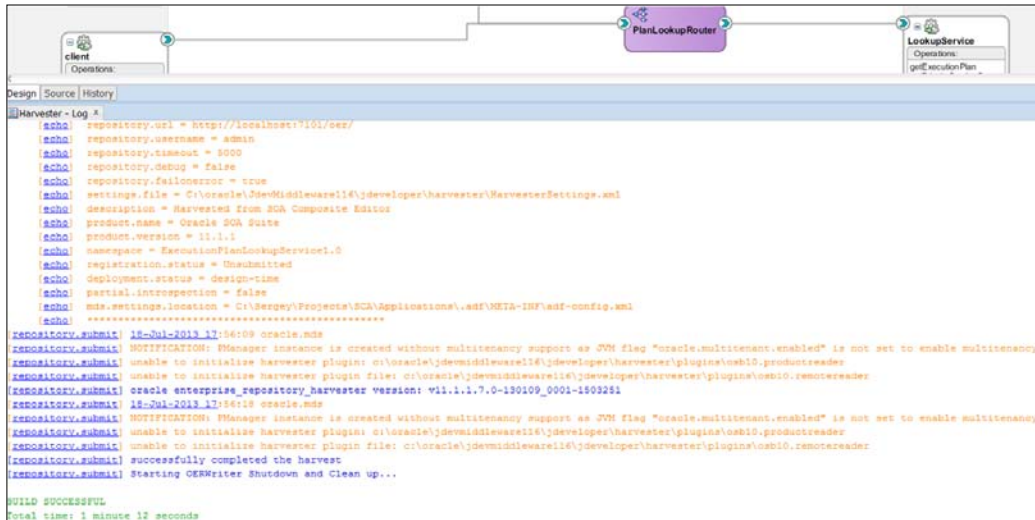 PlanLookupRouter
client
Operations:
LookupService
Operations:
getExecutionPlan
Design Source History
Harvester - Log
[echo] repository.url = http://localhost:7101/oer/
[echo] repository.username = admin
[echo] repository.timeout = 5000
[echo] repository.debug = false
[echo] repository.failonerror = true
[echo] settings.file = C:\oracle\JdevMiddleware116\jdeveloper\harvester\HarvesterSettings.xml
[echo] description = Harvested from SOA Composite Editor
[echo] product.name = Oracle SOA Suite
[echo] product.version = 11.1.1
[echo] namespace = ExecutionPlanLookupService1.0
[echo] registration.status = Unsubmitted
[echo] deployment.status = design-time
[echo] partial.introspection = false
[echo] mds.settings.location = C:\Sergey\Projects\SCA\Applications\.adf\META-INF\adf-config.xml
[echo] ********************************************
[repository.submit] 18-Jul-2013 17:56:09 oracle.mds
[repository.submit] NOTIFICATION: PManager instance is created without multitenancy support as JVM flag "oracle.multitenant.enabled" is not set to enable multitenancy
[repository.submit] unable to initialize harvester plugin: c:\oracle\jdevmiddleware116\jdeveloper\harvester\plugins\osb10.productreader
[repository.submit] unable to initialize harvester plugin file: c:\oracle\jdevmiddleware116\jdeveloper\harvester\plugins\osb10.remotereader
[repository.submit] oracle enterprise_repository_harvester version: v11.1.1.7.0-130109_0001-1503251
[repository.submit] 18-Jul-2013 17:56:18 oracle.mds
[repository.submit] NOTIFICATION: PManager instance is created without multitenancy support as JVM flag "oracle.multitenant.enabled" is not set to enable multitenancy
[repository.submit] unable to initialize harvester plugin: c:\oracle\jdevmiddleware116\jdeveloper\harvester\plugins\osb10.productreader
[repository.submit] unable to initialize harvester plugin file: c:\oracle\jdevmiddleware116\jdeveloper\harvester\plugins\osb10.remotereader
[repository.submit] successfully completed the harvest
[repository.submit] Starting OERWriter Shutdown and Clean up...
BUILD SUCCESSFUL
Total time: 1 minute 12 seconds